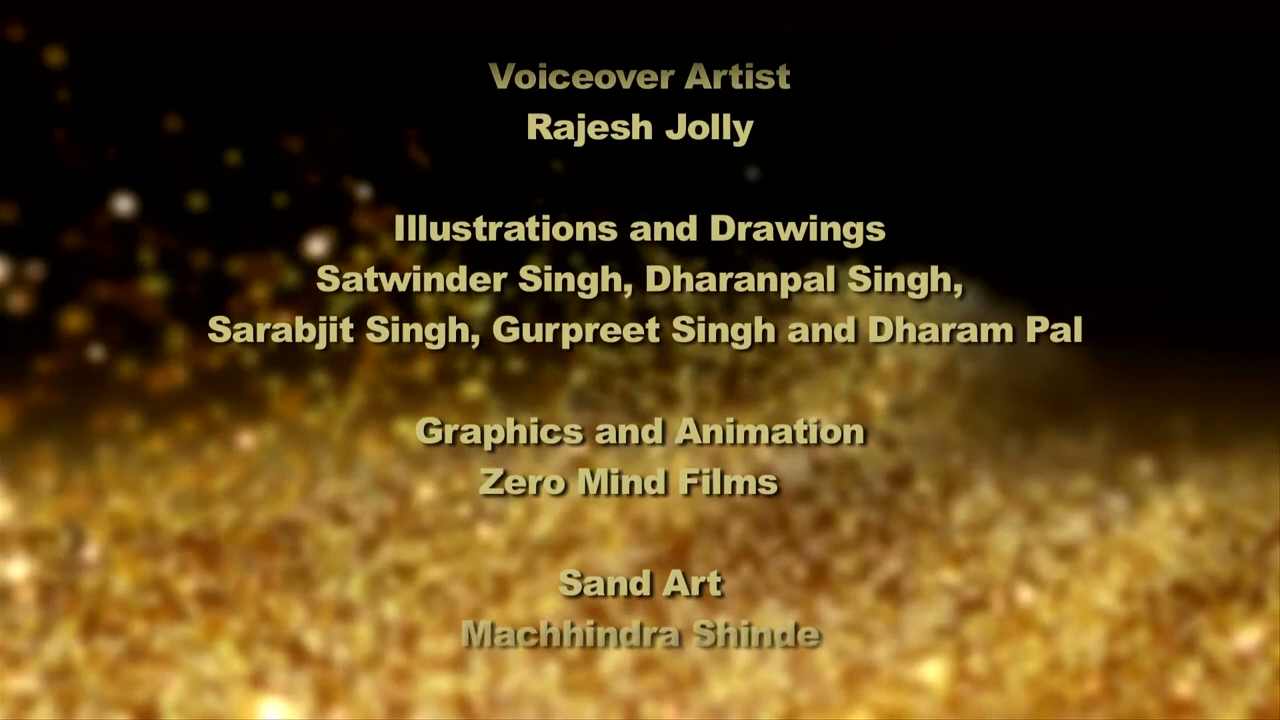 Voiceover Artist
Rajesh Jolly
Illustrations and Drawings
Satwinder Singh, Dharanpal Singh,
Sarabjit Singh, Gurpreet Singh and Dharam Pal
Graphics and Animation
Zero Mind Films
Sand Art
Machhindra Shinde